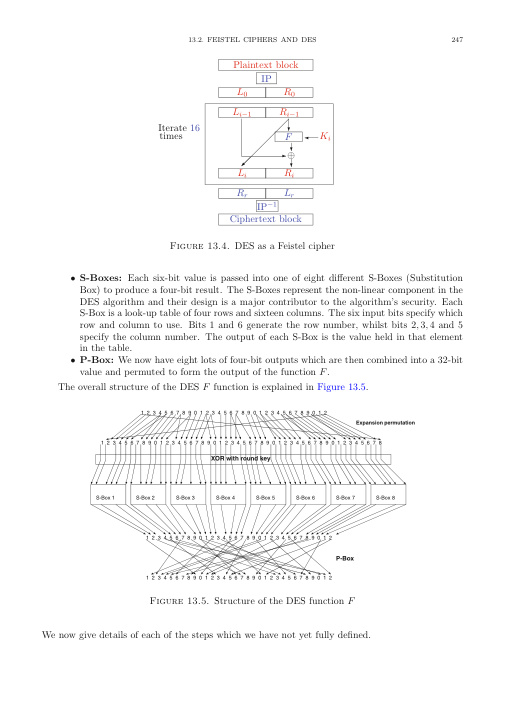 13.2. FEISTEL CIPHERS AND DES 247
Plaintext block
IP
L0 R0
Li−1 Ri−1
Iterate 16
times
F
Ki
⊕
Li Ri
Rr Lr
IP−1
Ciphertext block
Figure 13.4. DES as a Feistel cipher
• S-Boxes: Each six-bit value is passed into one of eight different S-Boxes (Substitution
Box) to produce a four-bit result. The S-Boxes represent the non-linear component in the
DES algorithm and their design is a major contributor to the algorithm's security. Each
S-Box is a look-up table of four rows and sixteen columns. The six input bits specify which
row and column to use. Bits 1 and 6 generate the row number, whilst bits 2, 3, 4 and 5
specify the column number. The output of each S-Box is the value held in that element
in the table.
• P-Box: We now have eight lots of four-bit outputs which are then combined into a 32-bit
value and permuted to form the output of the function F.
The overall structure of the DES F function is explained in Figure 13.5.
1 2 3 4 5 6 7 8 9 0 1 2 3 4 5 6 7 8 9 0 1 2 3 4 5 6 7 8 9 0 1 2
Expansion permutation
1 2 3 4 5 6 7 8 9 0 1 2 3 4 5 6 7 8 9 0 1 2 3 4 5 6 7 8 9 0 1 2 3 4 5 6 7 8 9 0 1 2 3 4 5 6 7 8
XOR with round key
S-Box 1 S-Box 2 S-Box 3 S-Box 4 S-Box 5 S-Box 6 S-Box 7 S-Box 8
1 2 3 4 5 6 7 8 9 0 1 2 3 4 5 6 7 8 9 0 1 2 3 4 5 6 7 8 9 0 1 2
P-Box
1 2 3 4 5 6 7 8 9 0 1 2 3 4 5 6 7 8 9 0 1 2 3 4 5 6 7 8 9 0 1 2
Figure 13.5. Structure of the DES function F
We now give details of each of the steps which we have not yet fully defined.